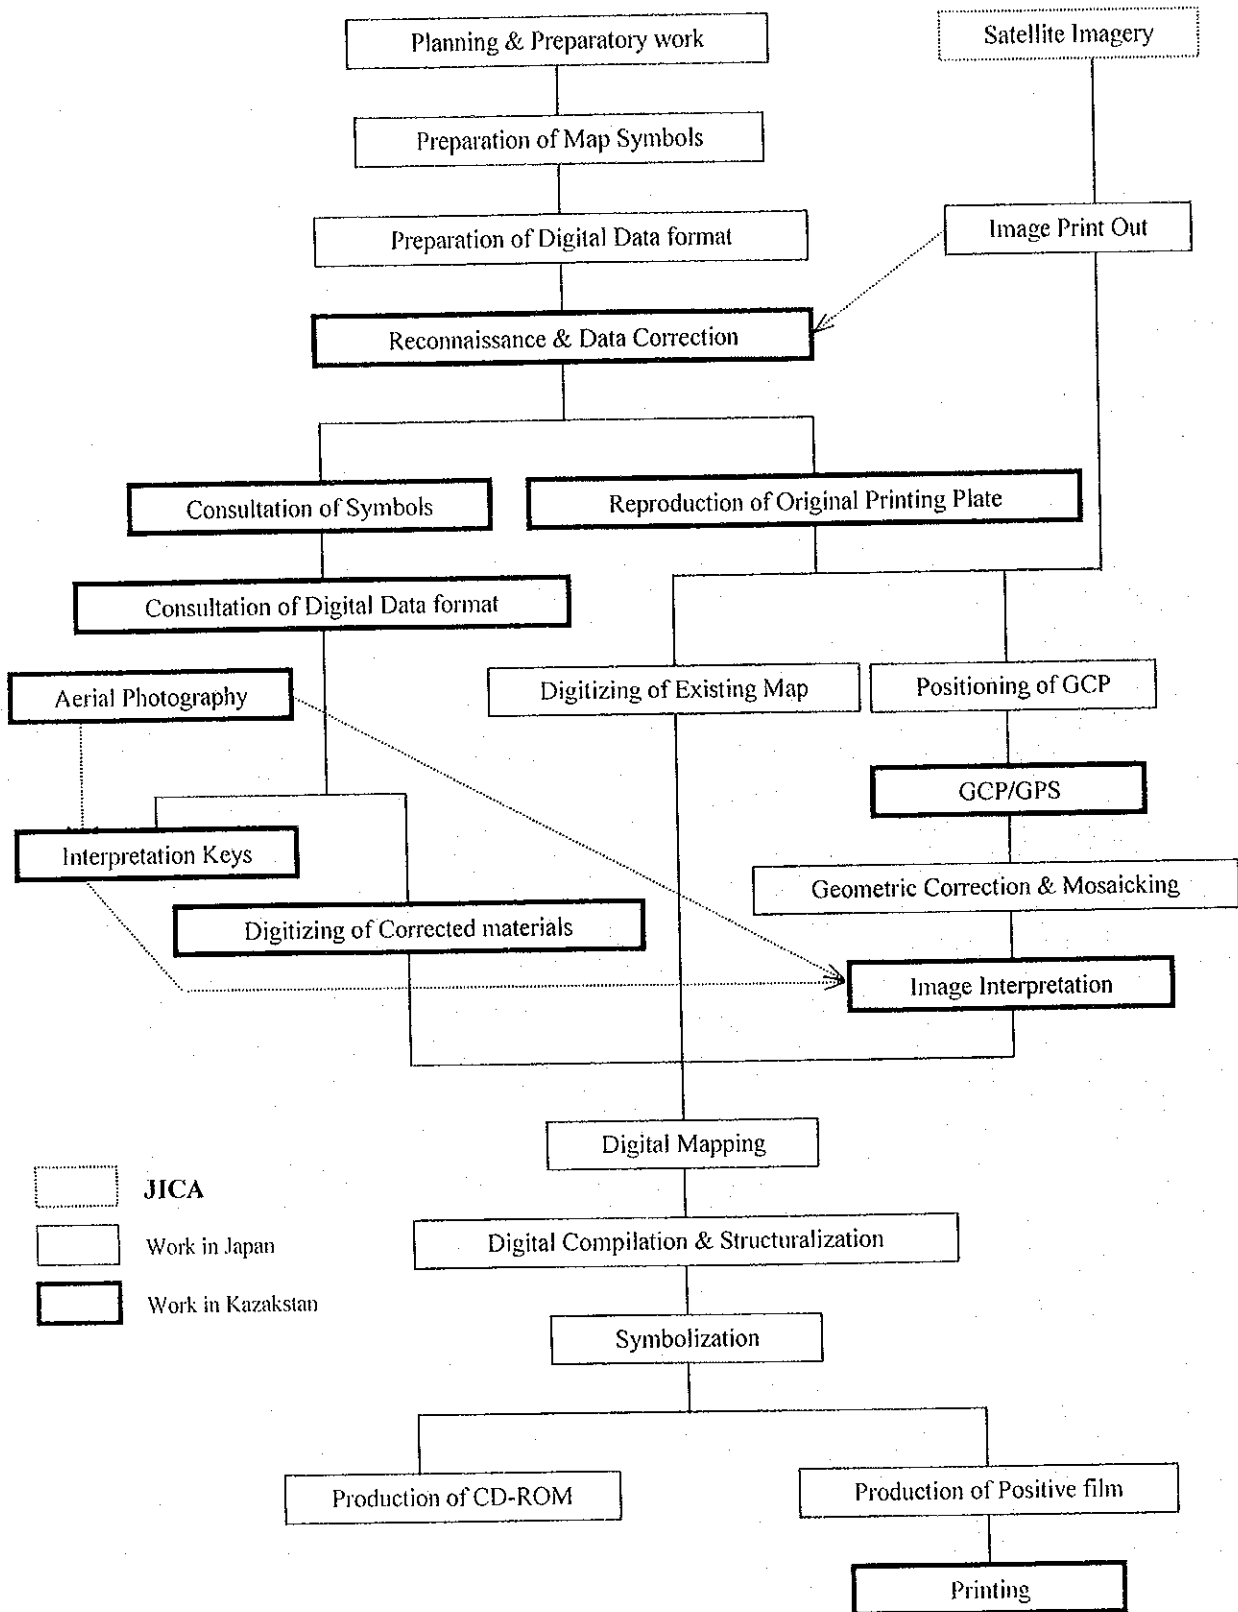 Planning & Preparatory work
Satellite Imagery
Preparation of Map Symbols
Preparation of Digital Data format
Image Print Out
Reconnaissance & Data Correction
Consultation of Symbols
Reproduction of Original Printing Plate
Consultation of Digital Data format
Aerial Photography
Digitizing of Existing Map
Positioning of GCP
GCP/GPS
Interpretation Keys
Geometric Correction & Mosaicking
Digitizing of Corrected materials
Image Interpretation
Digital Mapping
JICA
Work in Japan
Digital Compilation & Structuralization
Work in Kazakstan
Symbolization
Production of CD-ROM
Production of Positive film
Printing